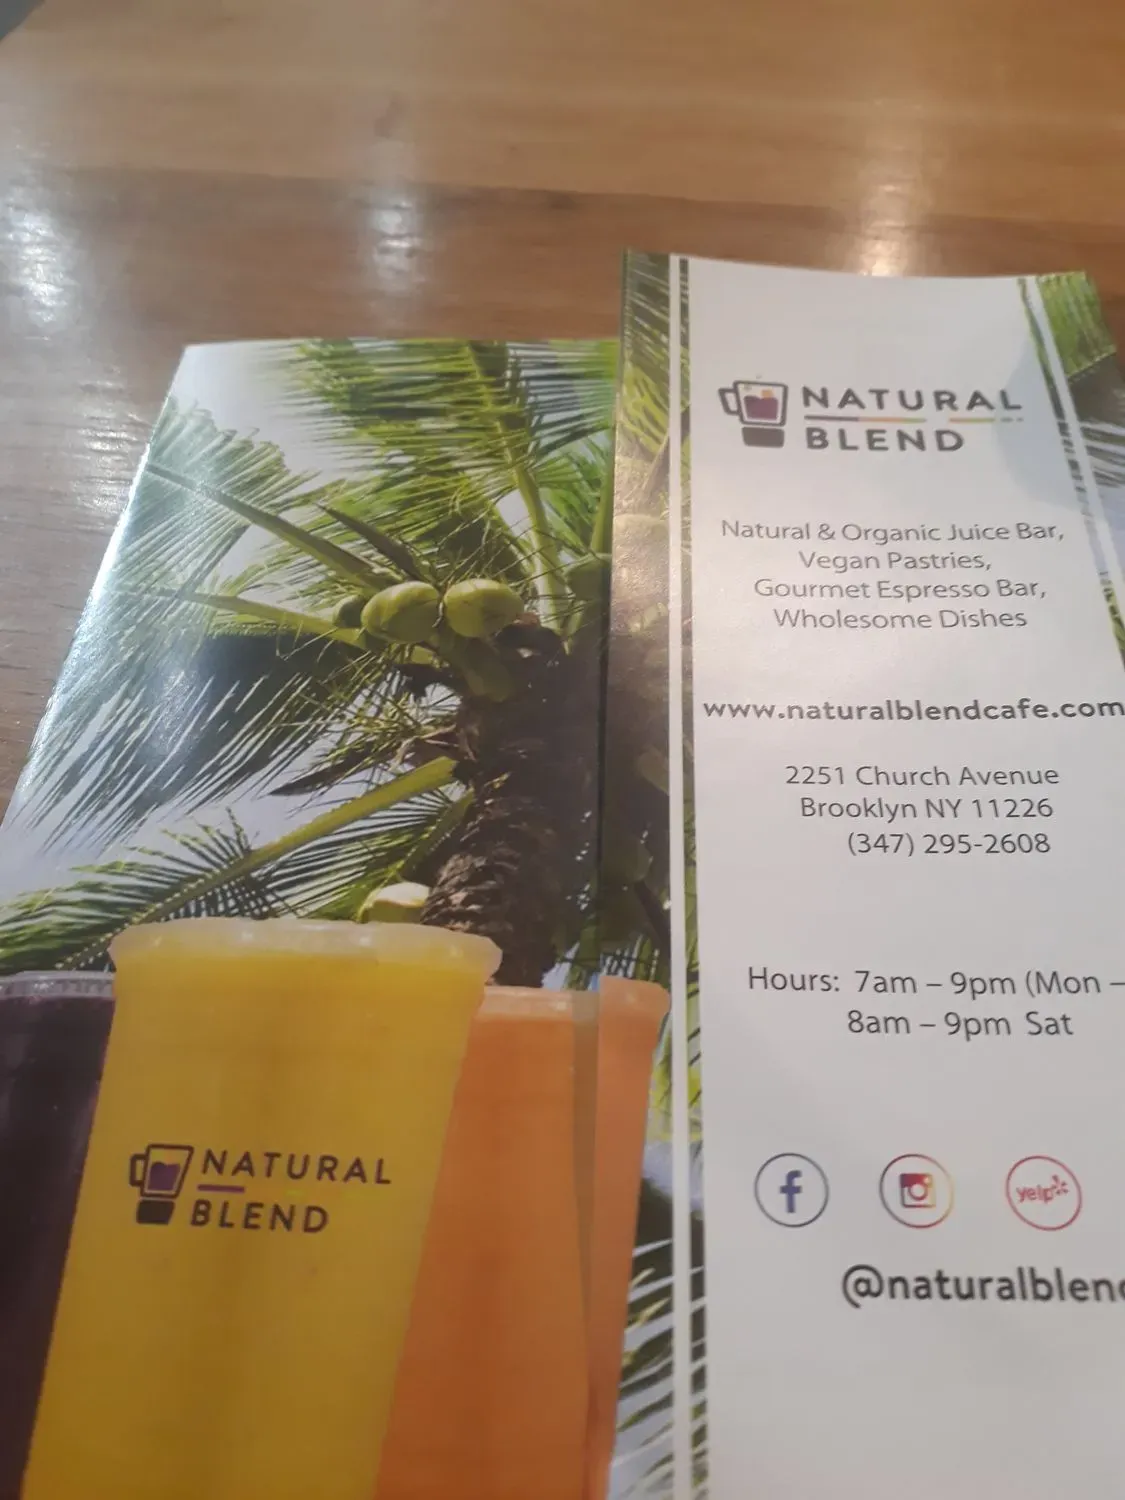 NATURAL
BLEND
Natural & Organic Juice Bar,
Vegan Pastries,
Gourmet Espresso Bar,
Wholesome Dishes
www.naturalblendcafe.com
2251 Church Avenue
Brooklyn NY 11226
(347) 295-2608
Hours: 7am – 9pm (Mon –
8am – 9pm Sat
f
yelp
@naturalblend
NATURAL
BLEND